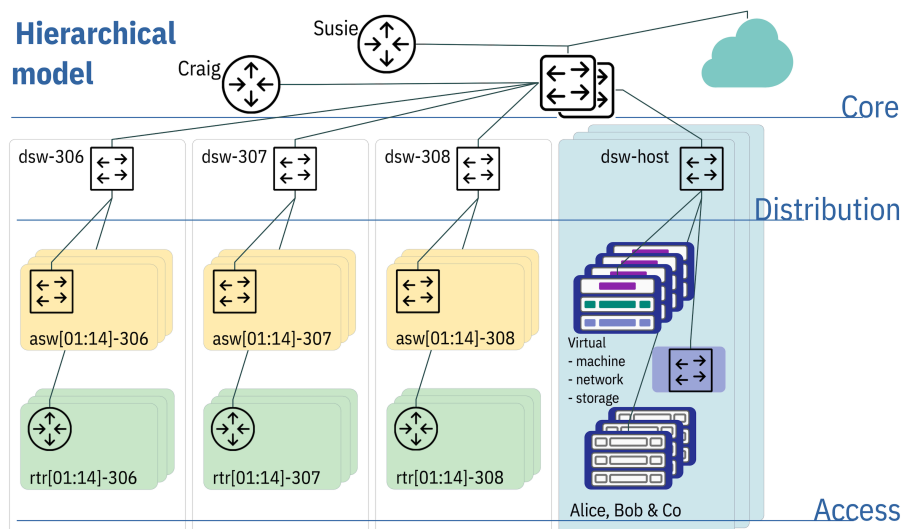 Hierarchical
model
Susie
Craig
Core
dsw-306
dsw-307
dsw-308
dsw-host
Distribution
asw[01:14]-306
asw[01:14]-307
asw[01:14]-308
Virtual
- machine
- network
- storage
rtr[01:14]-306
rtr[01:14]-307
rtr[01:14]-308
Alice, Bob & Co
Access